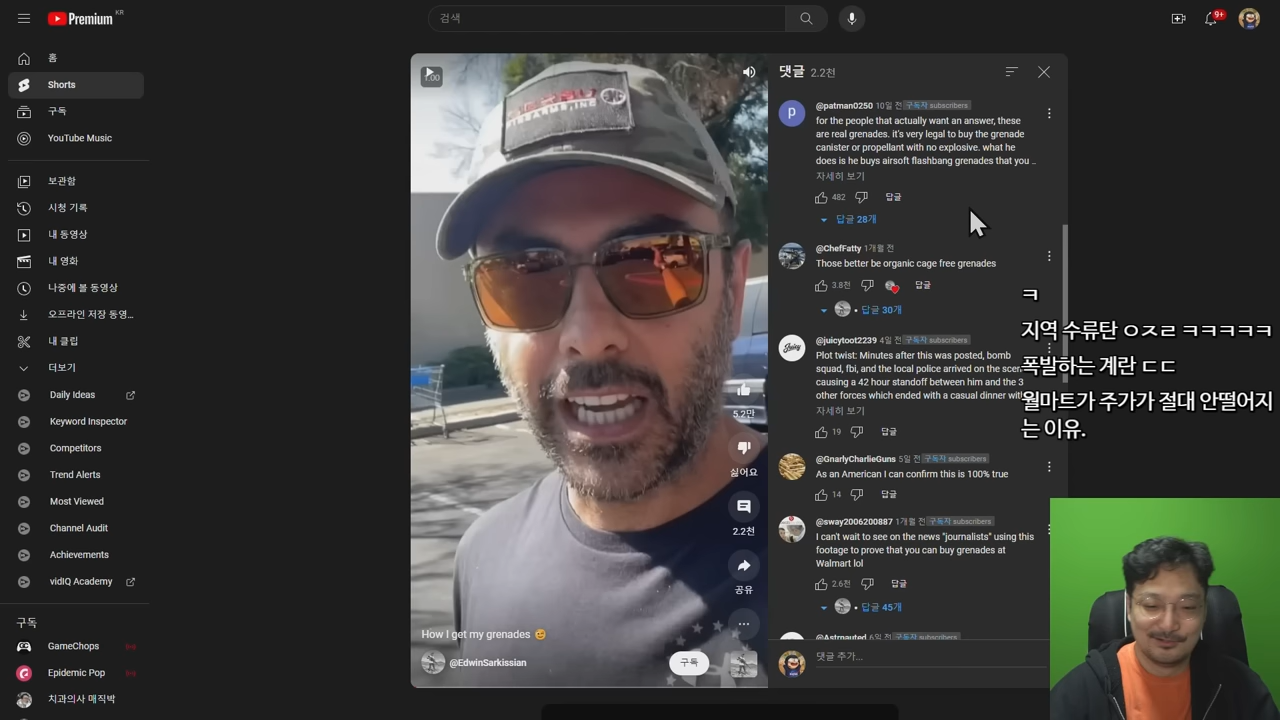 Premium KR
검색
9+
홈
Shorts
구독
YouTube Music
보관함
시청 기록
내 동영상
내 영화
나중에 볼 동영상
오프라인 저장 동영...
내 클립
더보기
Daily Ideas
Keyword Inspector
Competitors
Trend Alerts
Most Viewed
Channel Audit
Achievements
vidIQ Academy
구독
GameChops
Epidemic Pop
치과의사 매직박
5.2만
싫어요
2.2천
공유
How I get my grenades
@EdwinSarkissian
구독
댓글 2.2천
@patman0250 10일 전 구독자 subscribers
for the people that actually want an answer, these
are real grenades. it's very legal to buy the grenade
canister or propellant with no explosive. what he
does is he buys airsoft flashbang grenades that you ..
자세히 보기
482 답글
답글 28개
@ChefFatty 1개월 전
Those better be organic cage free grenades
3.8천 답글
답글 30개
@juicytoot2239 4일 전 구독자 subscribers
Plot twist: Minutes after this was posted, bomb
squad, fbi, and the local police arrived on the scen
causing a 42 hour standoff between him and the 3
other forces which ended with a casual dinner wit
자세히 보기
19 답글
@GnarlyCharlieGuns 5일 전 구독자 subscribers
As an American I can confirm this is 100% true
14 답글
@sway2006200887 1개월 전 구독자 subscribers
I can't wait to see on the news "journalists" using this
footage to prove that you can buy grenades at
Walmart lol
2.6천 답글
답글 45개
@Astrnauted 6일 전 구독자 subscribers
댓글 추가...
ㅋ
지역 수류탄 ㅇㅈㄹ ㅋㅋㅋㅋㅋ
폭발하는 계란 ㄷㄷ
월마트가 주가가 절대 안떨어지
는 이유.